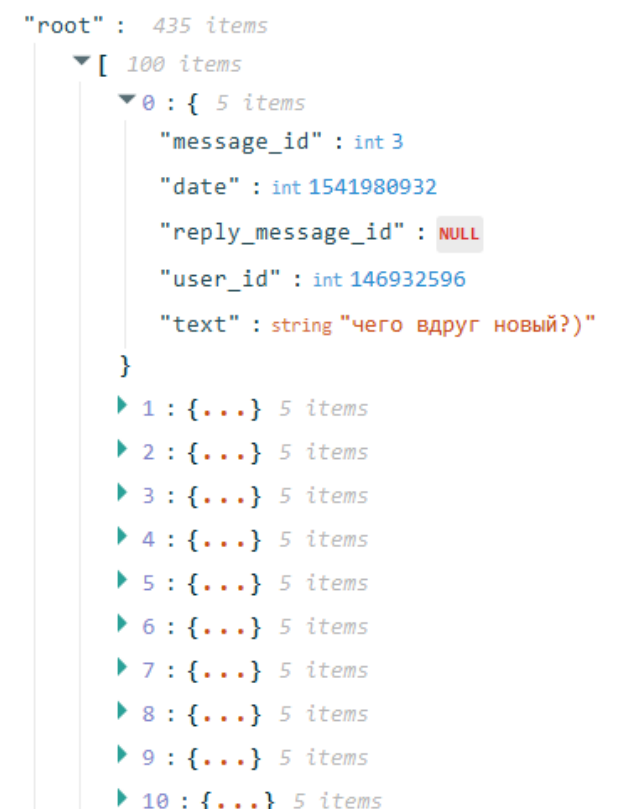 "root" : 435 items
[ 100 items
0 : { 5 items
"message_id" : int 3
"date" : int 1541980932
"reply_message_id" : NULL
"user_id" : int 146932596
"text" : string "чего вдруг новый?)"
}
1 : {...} 5 items
2 : {...} 5 items
3 : {...} 5 items
4 : {...} 5 items
5 : {...} 5 items
6 : {...} 5 items
7 : {...} 5 items
8 : {...} 5 items
9 : {...} 5 items
10 : {...} 5 items